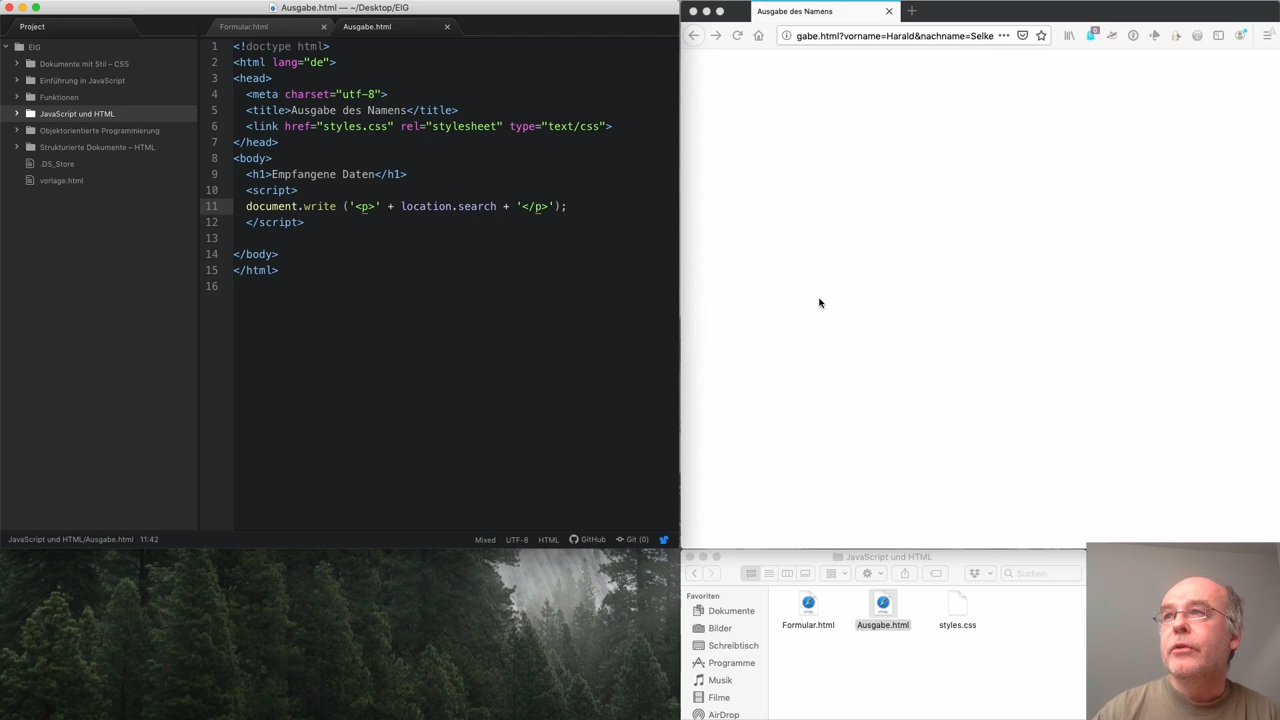 Ausgabe.html — ~/Desktop/EIG
Project
Formular.html
Ausgabe.html
EIG
Dokumente mit Stil – CSS
Einführung in JavaScript
Funktionen
JavaScript und HTML
Objektorientierte Programmierung
Strukturierte Dokumente – HTML
.DS_Store
vorlage.html
1 <!doctype html>
2 <html lang="de">
3 <head>
4 <meta charset="utf-8">
5 <title>Ausgabe des Namens</title>
6 <link href="styles.css" rel="stylesheet" type="text/css">
7 </head>
8 <body>
9 <h1>Empfangene Daten</h1>
10 <script>
11 document.write ('<p>' + location.search + '</p>');
12 </script>
13
14 </body>
15 </html>
16
JavaScript und HTML/Ausgabe.html 11:42
Mixed UTF-8 HTML GitHub Git (0)
Ausgabe des Namens
gabe.html?vorname=Harald&nachname=Selke
0
JavaScript und HTML
Suchen
Favoriten
Dokumente
Bilder
Schreibtisch
Programme
Musik
Filme
AirDrop
HTML
Formular.html
HTML
Ausgabe.html
styles.css